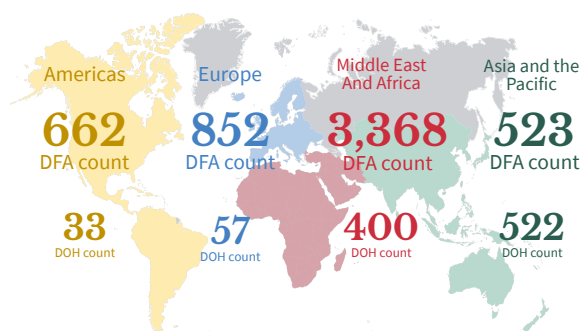 Americas
662
DFA count
33
DOH count
Europe
852
DFA count
57
DOH count
Middle East
And Africa
3,368
DFA count
400
DOH count
Asia and the
Pacific
523
DFA count
522
DOH count